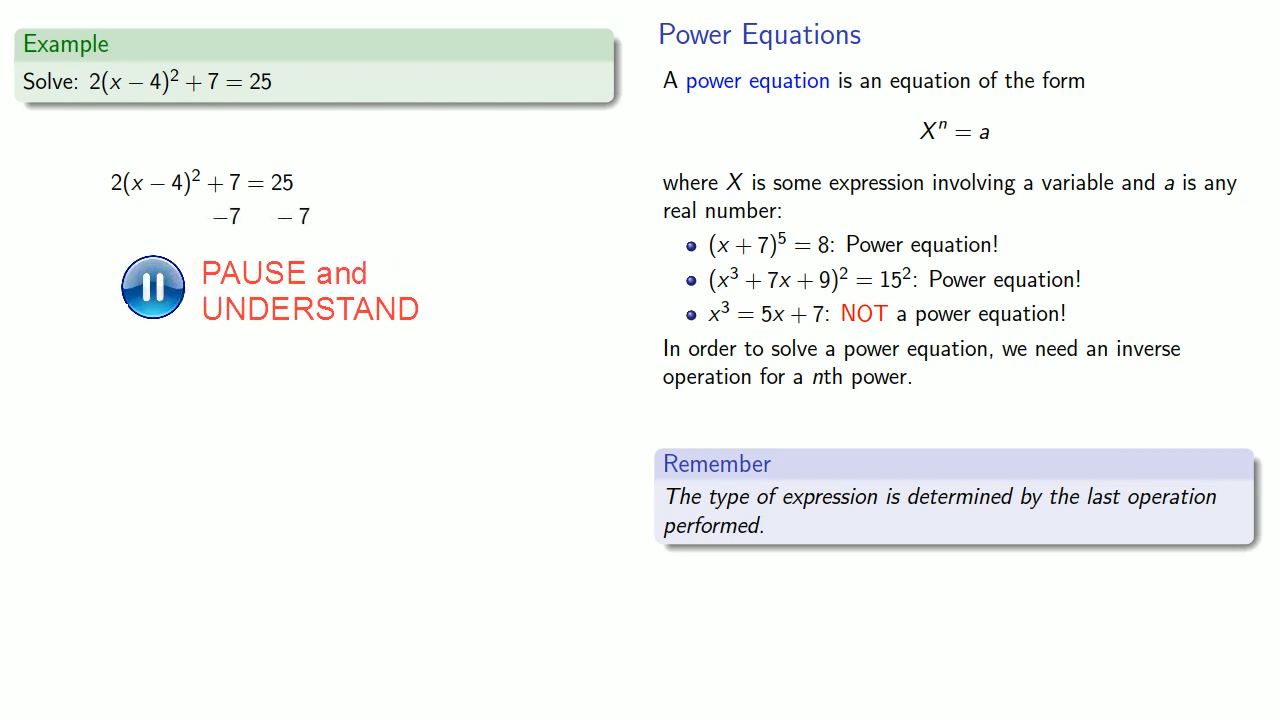 Example
Solve: 2(x − 4)² + 7 = 25
2(x − 4)² + 7 = 25
−7 − 7
PAUSE and
UNDERSTAND
Power Equations
A power equation is an equation of the form
Xⁿ = a
where X is some expression involving a variable and a is any
real number:
(x + 7)⁵ = 8: Power equation!
(x³ + 7x + 9)² = 15²: Power equation!
x³ = 5x + 7: NOT a power equation!
In order to solve a power equation, we need an inverse
operation for a nth power.
Remember
The type of expression is determined by the last operation
performed.